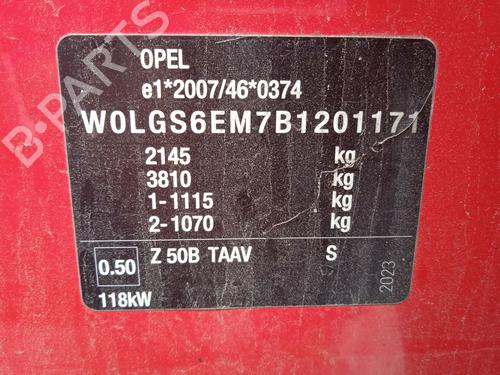 OPEL
e1*2007/46*0374
W0LGS6EM7B1201171
2145 kg
3810 kg
1-1115 kg
2-1070 kg
0.50 Z 50B TAAV S
118kW
2023
B-PARTS